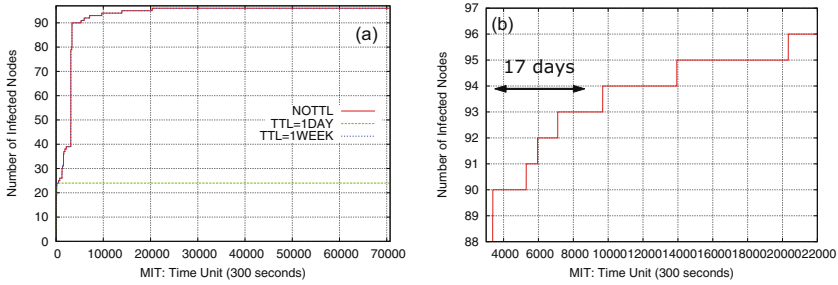 (a)
Number of Infected Nodes
90
80
70
60
50
40
30
20
10
0
NOTTL
TTL=1DAY
TTL=1WEEK
0 10000 20000 30000 40000 50000 60000 70000
MIT: Time Unit (300 seconds)
(b)
Number of Infected Nodes
97
96
95
94
93
92
91
90
89
88
17 days
4000 6000 8000 10000 12000 14000 16000 18000 20000 22000
MIT: Time Unit (300 seconds)